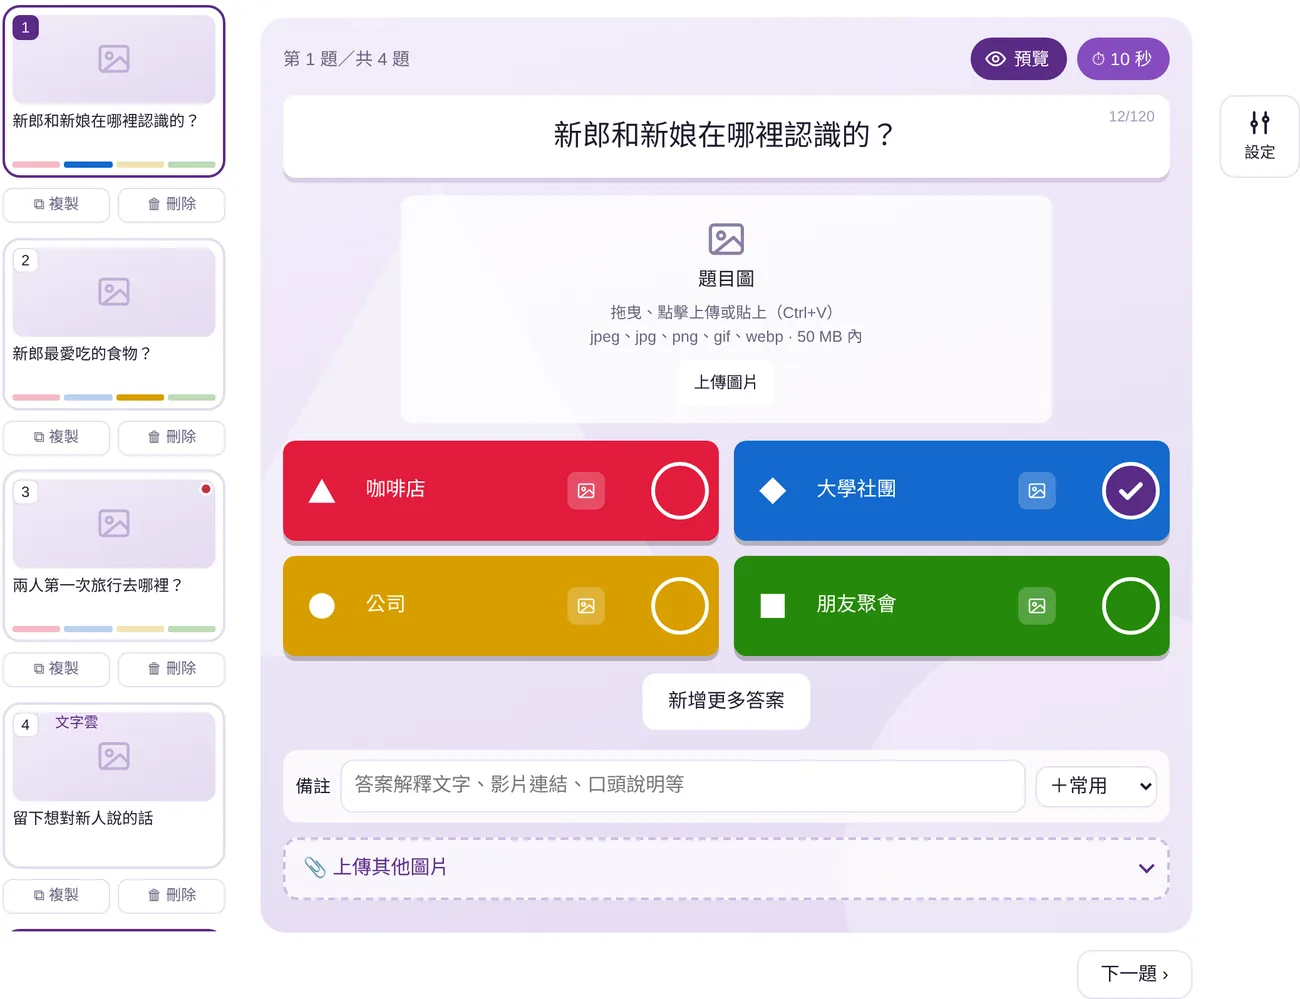 1
新郎和新娘在哪裡認識的？
複製
刪除
2
新郎最愛吃的食物？
複製
刪除
3
兩人第一次旅行去哪裡？
複製
刪除
4 文字雲
留下想對新人說的話
複製
刪除
第 1 題／共 4 題
預覽
10 秒
新郎和新娘在哪裡認識的？
12/120
題目圖
拖曳、點擊上傳或貼上（Ctrl+V）
jpeg、jpg、png、gif、webp · 50 MB 內
上傳圖片
咖啡店
大學社團
公司
朋友聚會
新增更多答案
備註
答案解釋文字、影片連結、口頭說明等
＋常用
上傳其他圖片
下一題 ›
設定